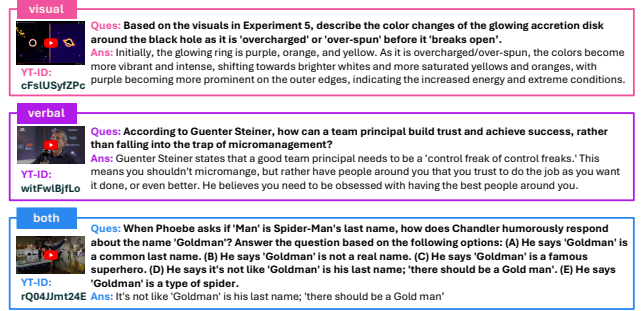 visual
Ques: Based on the visuals in Experiment 5, describe the color changes of the glowing accretion disk
around the black hole as it is 'overcharged' or 'over-spun' before it 'breaks open'.
Ans: Initially, the glowing ring is purple, orange, and yellow. As it is overcharged/over-spun, the colors become
more vibrant and intense, shifting towards brighter whites and more saturated yellows and oranges, with
purple becoming more prominent on the outer edges, indicating the increased energy and extreme conditions.
YT-ID:
cFslUSyfZPc
verbal
Ques: According to Guenter Steiner, how can a team principal build trust and achieve success, rather
than falling into the trap of micromanagement?
Ans: Guenter Steiner states that a good team principal needs to be a 'control freak of control freaks.' This
means you shouldn't micromange, but rather have people around you that you trust to do the job as you want
it done, or even better. He believes you need to be obsessed with having the best people around you.
YT-ID:
witFwlBjfLo
both
Ques: When Phoebe asks if 'Man' is Spider-Man's last name, how does Chandler humorously respond
about the name 'Goldman'? Answer the question based on the following options: (A) He says 'Goldman' is
a common last name. (B) He says 'Goldman' is not a real name. (C) He says 'Goldman' is a famous
superhero. (D) He says it's not like 'Goldman' is his last name; 'there should be a Gold man'. (E) He says
'Goldman' is a type of spider.
Ans: It's not like 'Goldman' is his last name; 'there should be a Gold man'
YT-ID:
rQ04JJmt24E